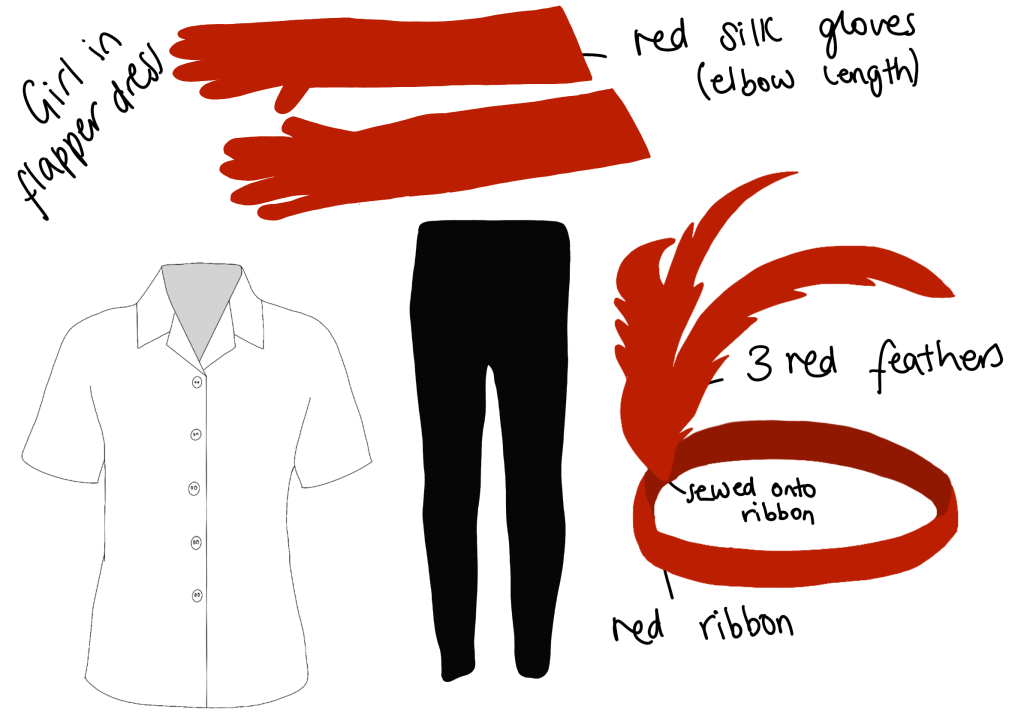 Girl in
flapper dress
red silk gloves
(elbow length)
3 red feathers
sewed onto
ribbon
red ribbon